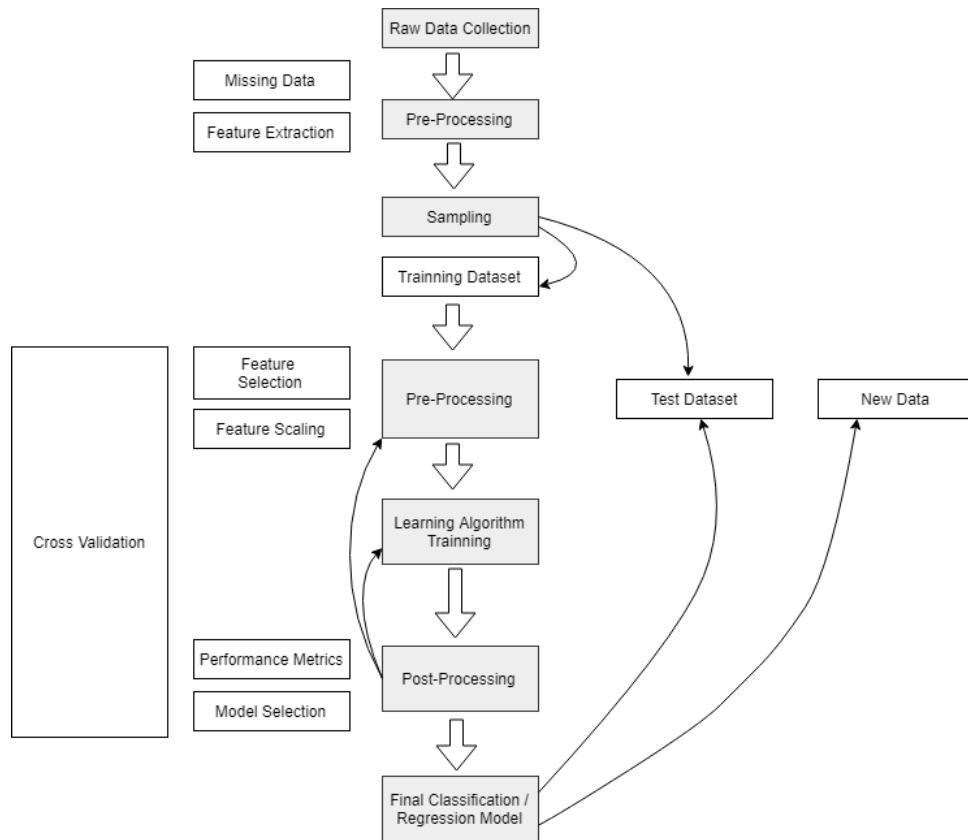 Raw Data Collection
Missing Data
Pre-Processing
Feature Extraction
Sampling
Trainning Dataset
Feature
Selection
Pre-Processing
Feature Scaling
Test Dataset
New Data
Cross Validation
Learning Algorithm
Trainning
Performance Metrics
Post-Processing
Model Selection
Final Classification /
Regression Model